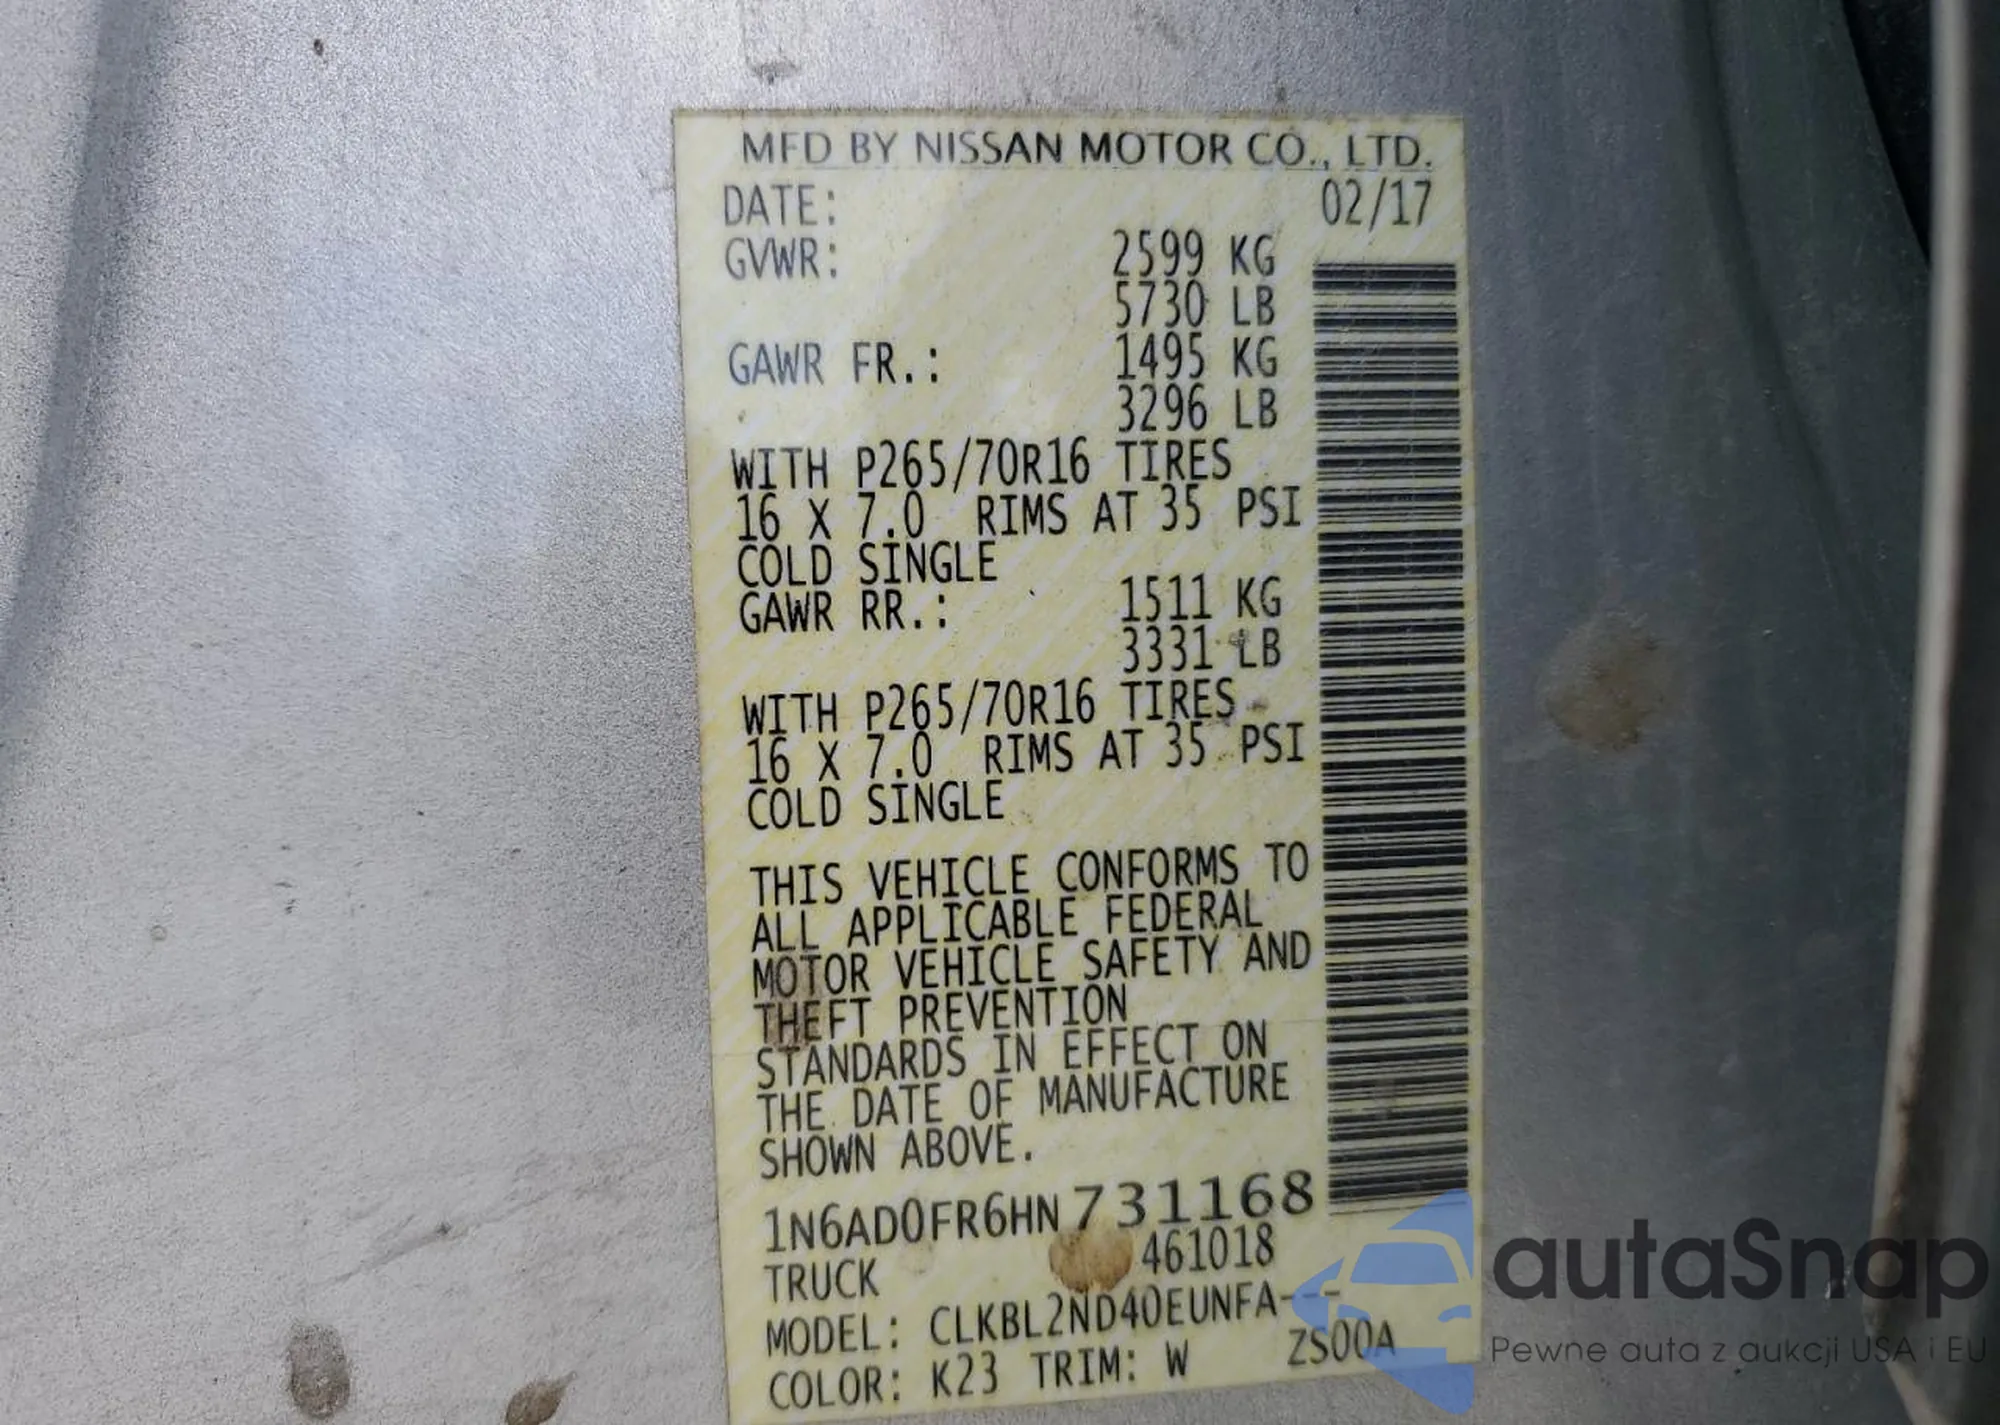 MFD BY NISSAN MOTOR CO., LTD.
DATE: 02/17
GVWR: 2599 KG
5730 LB
GAWR FR.: 1495 KG
3296 LB
WITH P265/70R16 TIRES
16 X 7.0 RIMS AT 35 PSI
COLD SINGLE
GAWR RR.: 1511 KG
3331 LB
WITH P265/70R16 TIRES
16 X 7.0 RIMS AT 35 PSI
COLD SINGLE
THIS VEHICLE CONFORMS TO
ALL APPLICABLE FEDERAL
MOTOR VEHICLE SAFETY AND
THEFT PREVENTION
STANDARDS IN EFFECT ON
THE DATE OF MANUFACTURE
SHOWN ABOVE.
1N6AD0FR6HN731168
TRUCK 461018
MODEL: CLKBL2ND40EUNFA---
COLOR: K23 TRIM: W ZS00A
autaSnap
Pewne auta z aukcji USA i EU